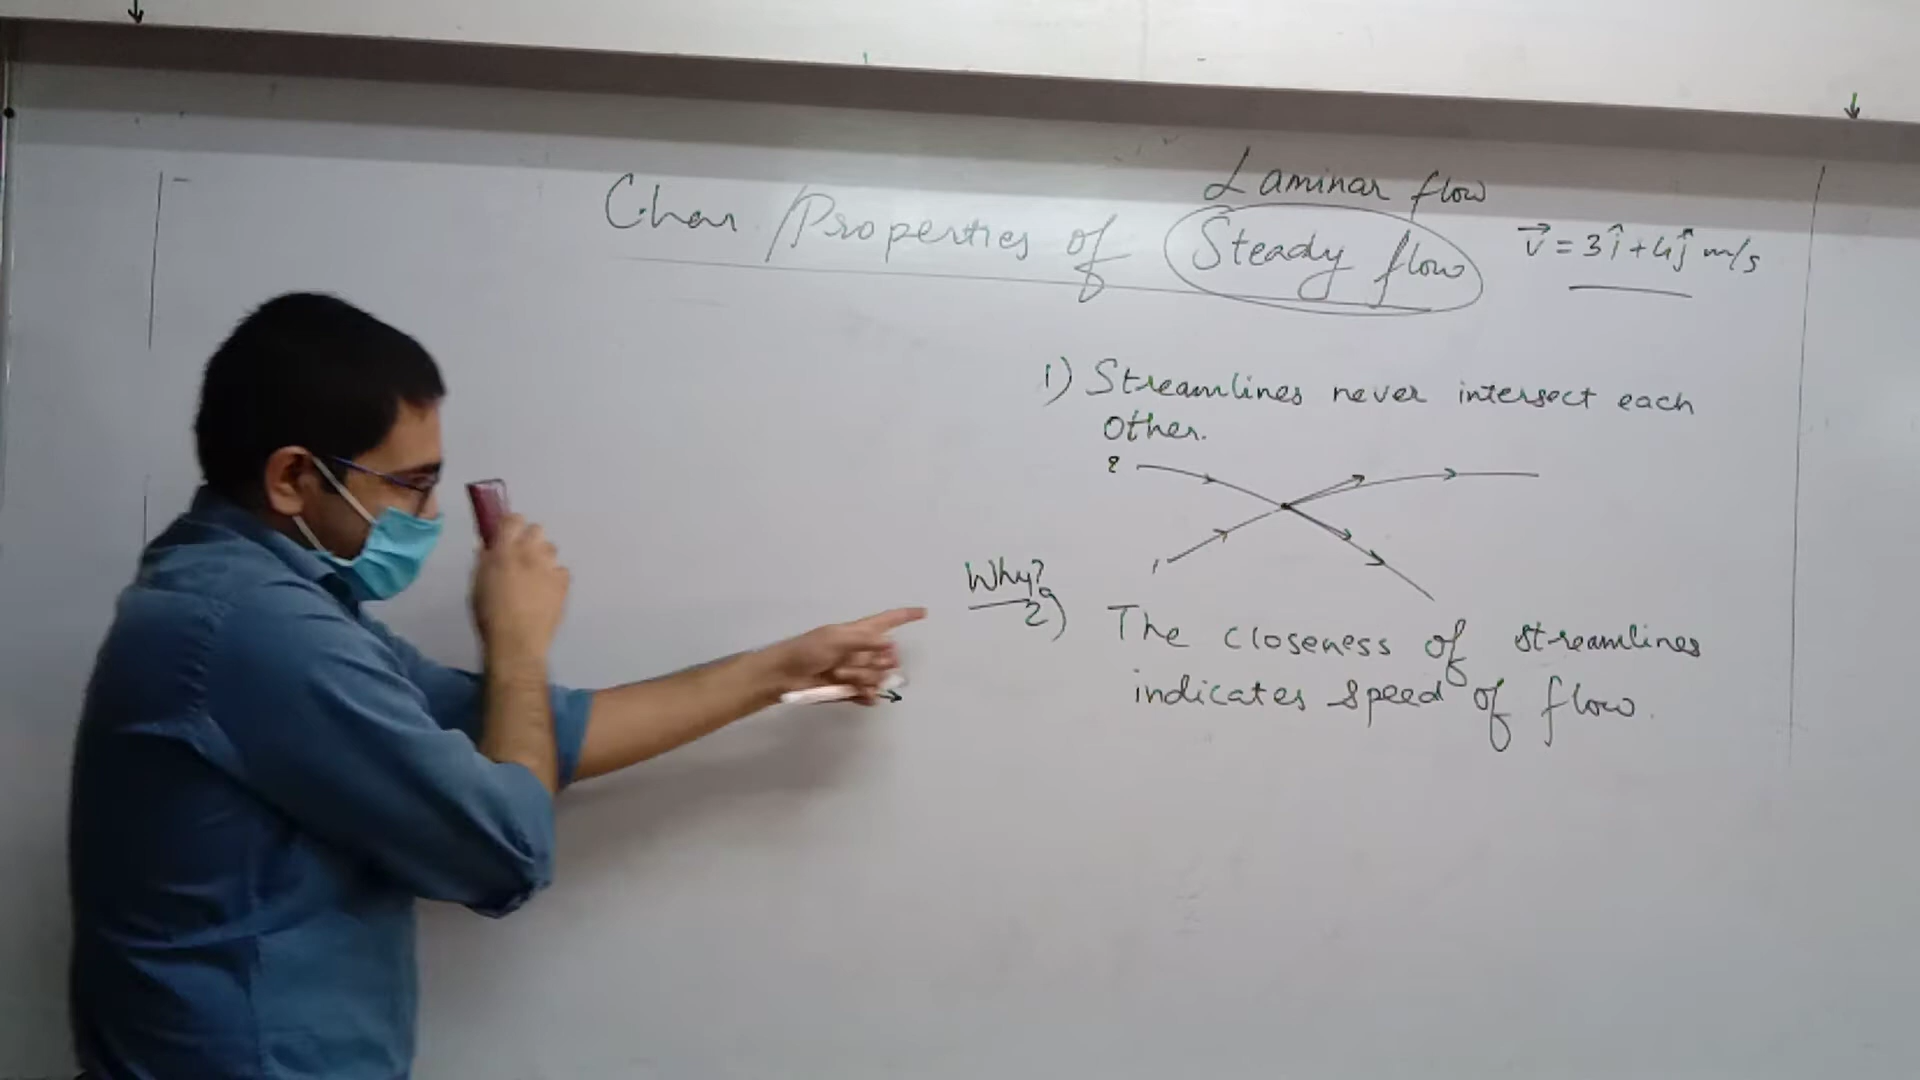 Laminar flow
Char./Properties of Steady flow
v⃗ = 3î + 4ĵ m/s
1) Streamlines never intersect each
other.
2
1
Why?
2) The closeness of streamlines
indicates speed of flow.